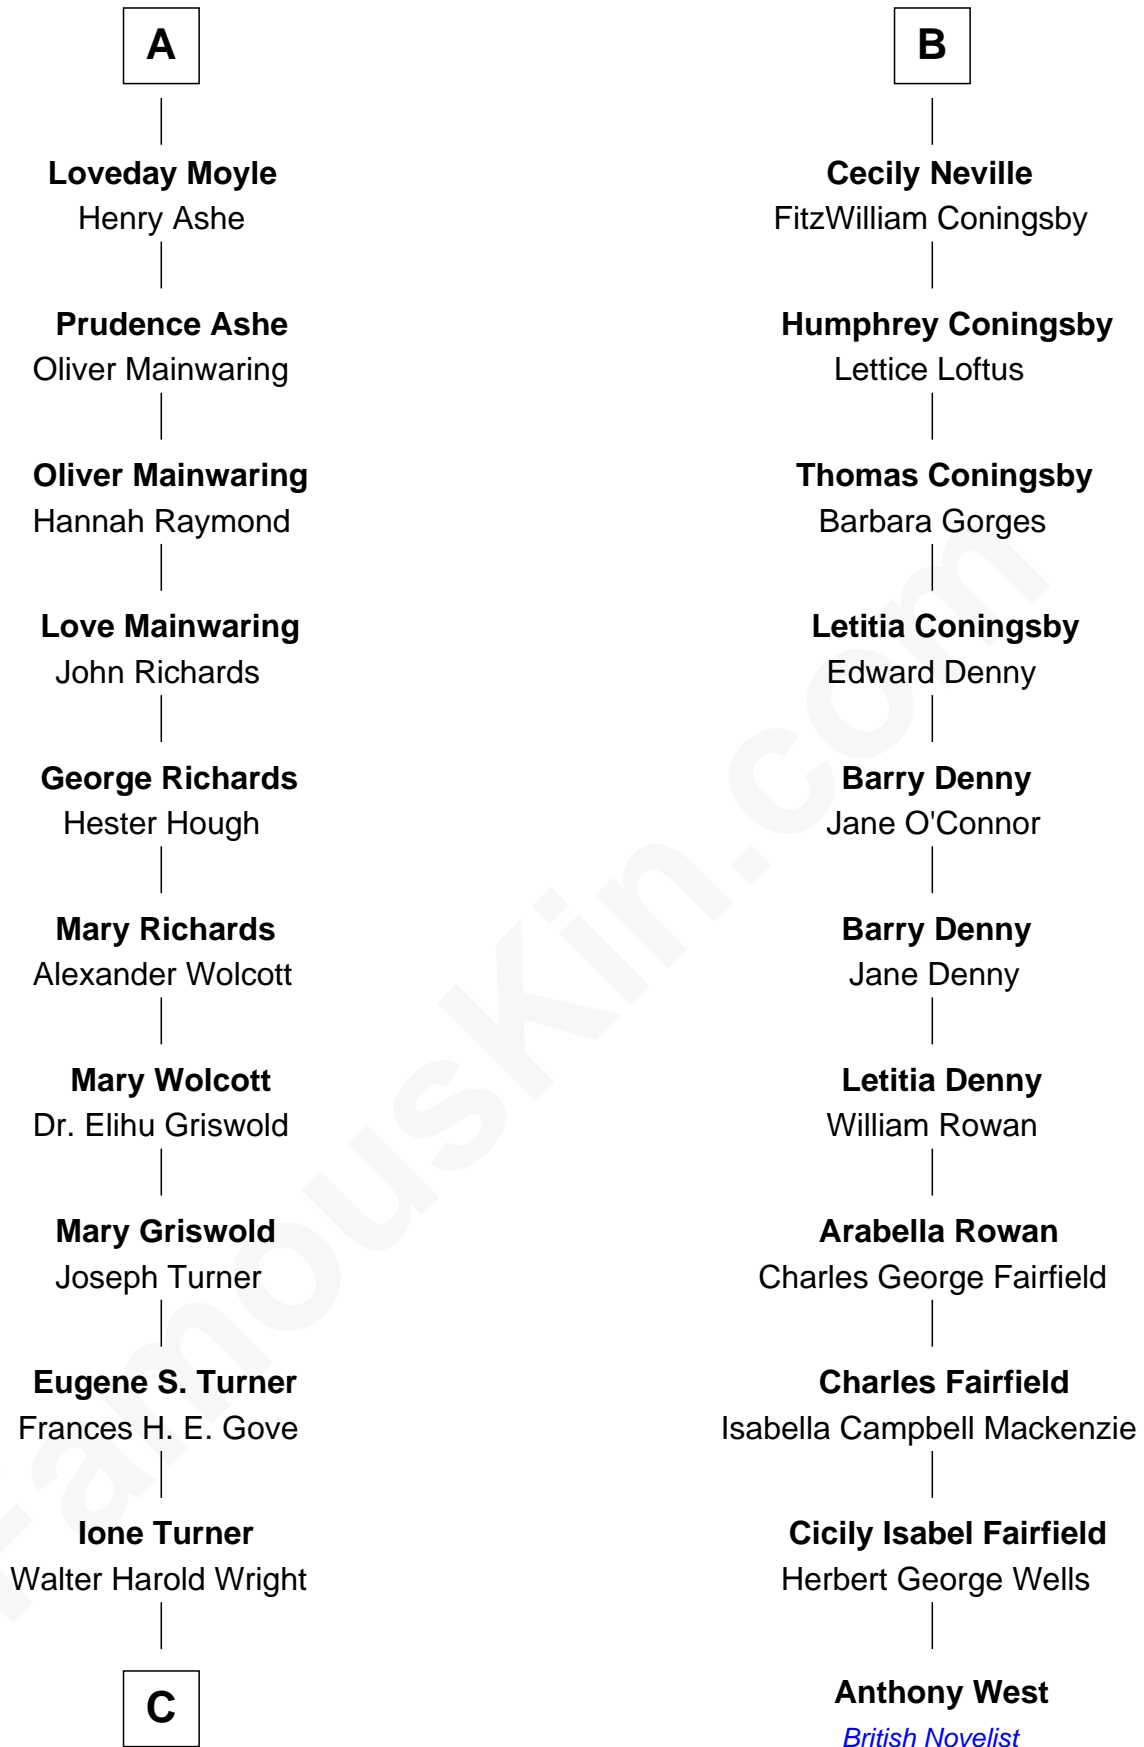 A
Loveday Moyle
Henry Ashe
Prudence Ashe
Oliver Mainwaring
Oliver Mainwaring
Hannah Raymond
Love Mainwaring
John Richards
George Richards
Hester Hough
Mary Richards
Alexander Wolcott
Mary Wolcott
Dr. Elihu Griswold
Mary Griswold
Joseph Turner
Eugene S. Turner
Frances H. E. Gove
Ione Turner
Walter Harold Wright
C
B
Cecily Neville
FitzWilliam Coningsby
Humphrey Coningsby
Lettice Loftus
Thomas Coningsby
Barbara Gorges
Letitia Coningsby
Edward Denny
Barry Denny
Jane O'Connor
Barry Denny
Jane Denny
Letitia Denny
William Rowan
Arabella Rowan
Charles George Fairfield
Charles Fairfield
Isabella Campbell Mackenzie
Cicily Isabel Fairfield
Herbert George Wells
Anthony West
British Novelist
FamousKin.com